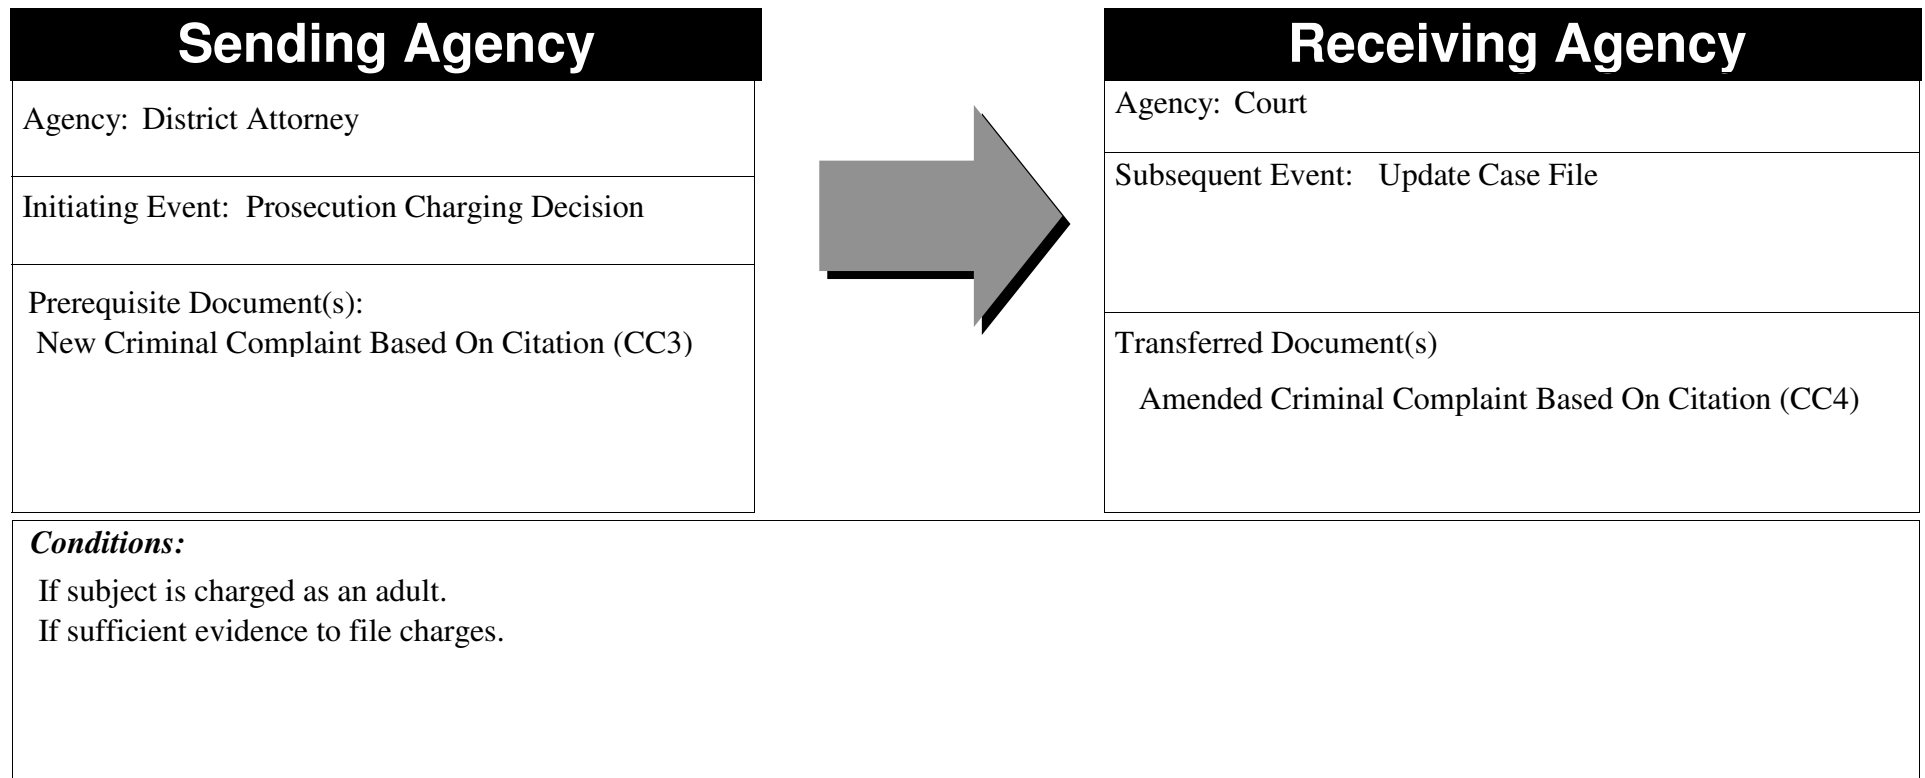 Sending Agency
Agency: District Attorney
Initiating Event: Prosecution Charging Decision
Prerequisite Document(s):
New Criminal Complaint Based On Citation (CC3)
Receiving Agency
Agency: Court
Subsequent Event: Update Case File
Transferred Document(s)
Amended Criminal Complaint Based On Citation (CC4)
Conditions:
If subject is charged as an adult.
If sufficient evidence to file charges.